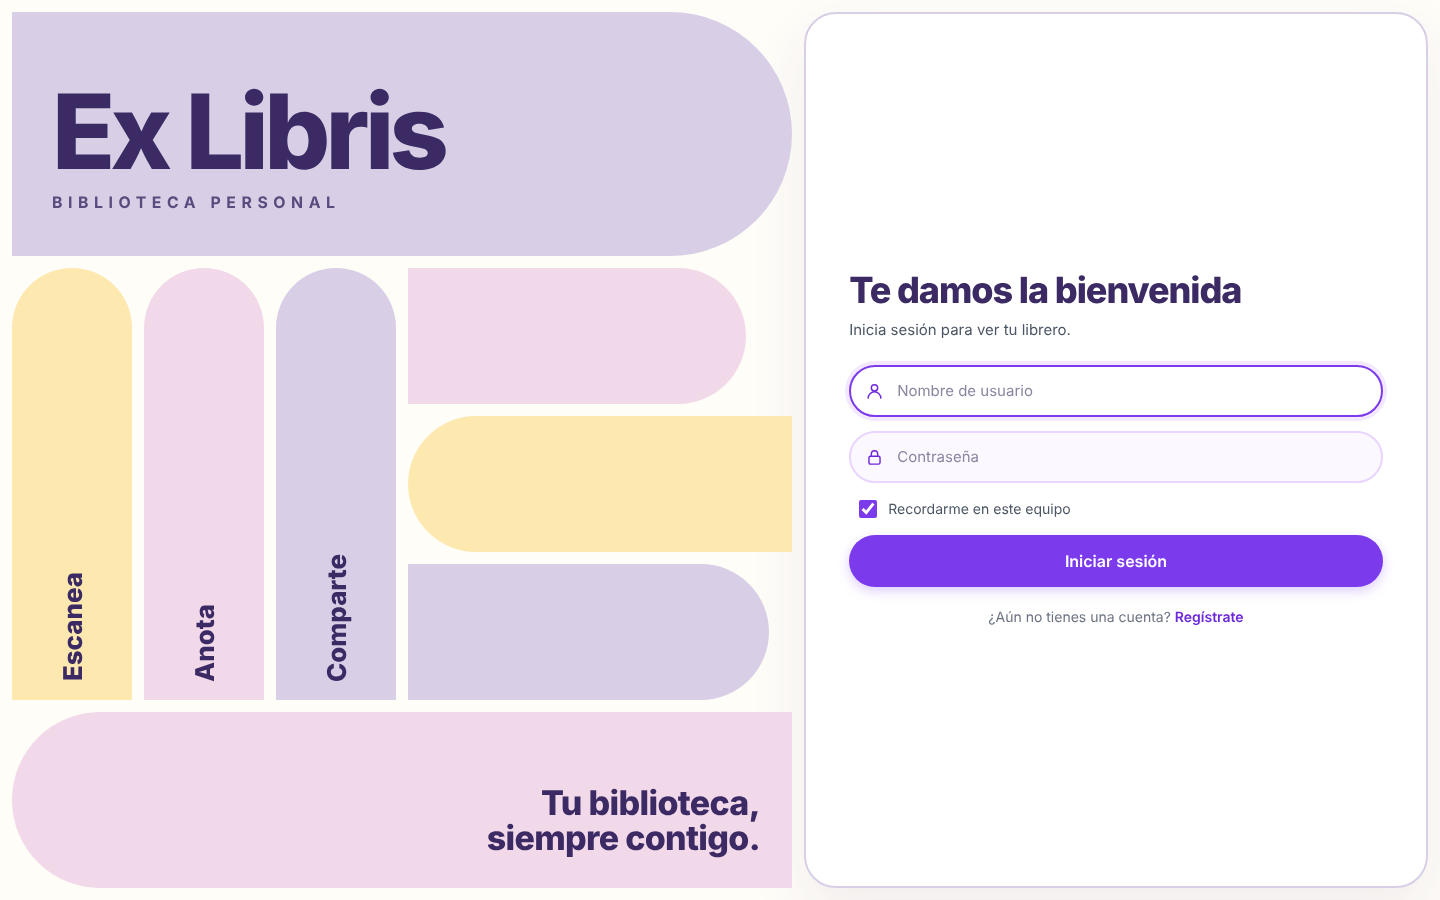 Ex Libris
BIBLIOTECA PERSONAL
Escanea
Anota
Comparte
Tu biblioteca,
siempre contigo.
Te damos la bienvenida
Inicia sesión para ver tu librero.
Nombre de usuario
Contraseña
Recordarme en este equipo
Iniciar sesión
¿Aún no tienes una cuenta? Regístrate